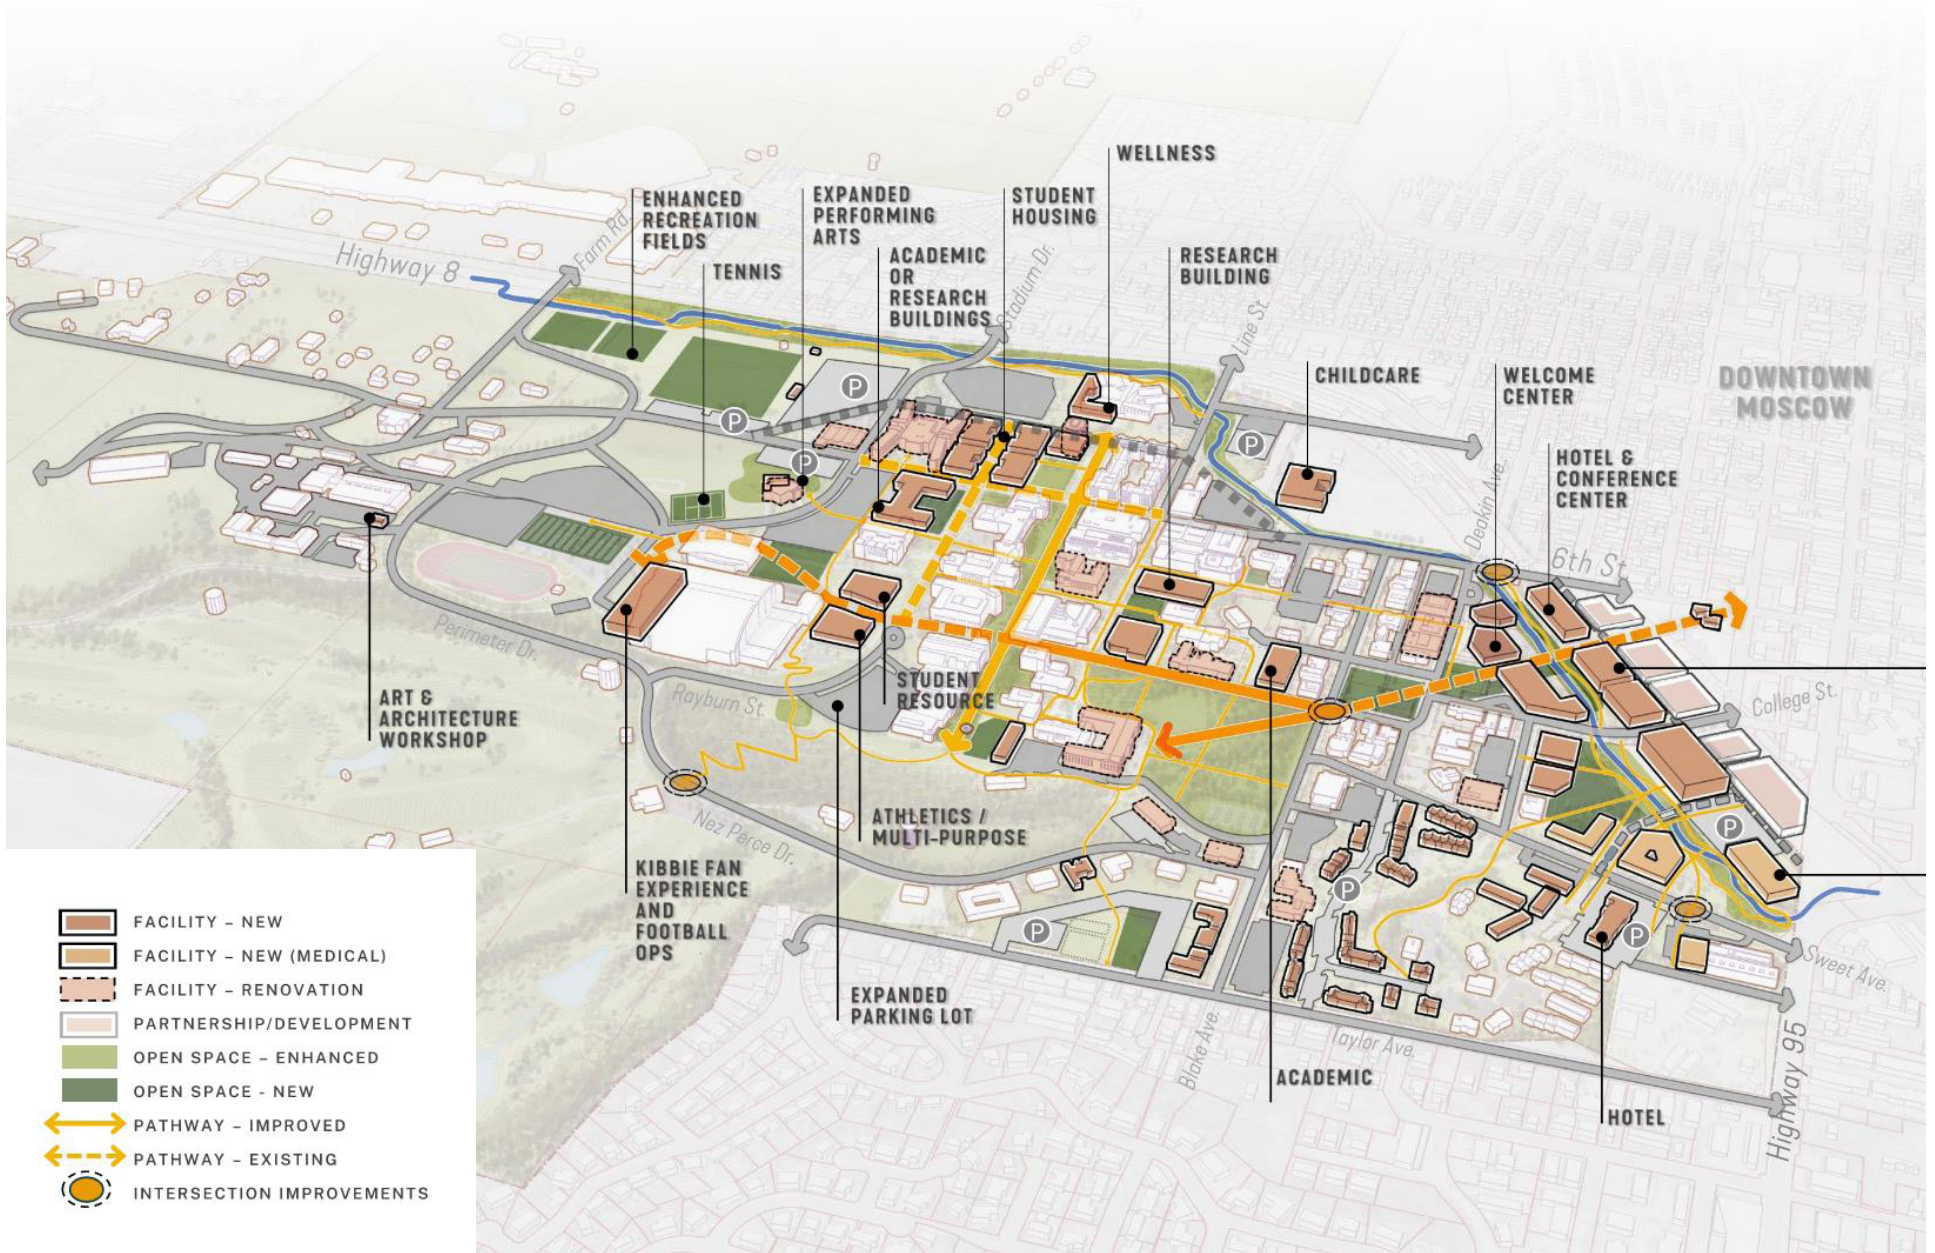 WELLNESS
ENHANCED
RECREATION
FIELDS
EXPANDED
PERFORMING
ARTS
STUDENT
HOUSING
Farm Rd.
Highway 8
TENNIS
ACADEMIC
OR
RESEARCH
BUILDINGS
Stadium Dr.
RESEARCH
BUILDING
Line St.
CHILDCARE
WELCOME
CENTER
DOWNTOWN
MOSCOW
P
P
P
P
HOTEL &
CONFERENCE
CENTER
Deakin Ave.
6th St.
Perimeter Dr.
Rayburn St.
STUDENT
RESOURCE
College St.
ART &
ARCHITECTURE
WORKSHOP
Nez Perce Dr.
ATHLETICS /
MULTI-PURPOSE
P
KIBBIE FAN
EXPERIENCE
AND
FOOTBALL
OPS
P
P
P
Sweet Ave.
EXPANDED
PARKING LOT
Blake Ave.
Taylor Ave.
ACADEMIC
HOTEL
Highway 95
FACILITY – NEW
FACILITY – NEW (MEDICAL)
FACILITY – RENOVATION
PARTNERSHIP/DEVELOPMENT
OPEN SPACE – ENHANCED
OPEN SPACE - NEW
PATHWAY – IMPROVED
PATHWAY – EXISTING
INTERSECTION IMPROVEMENTS